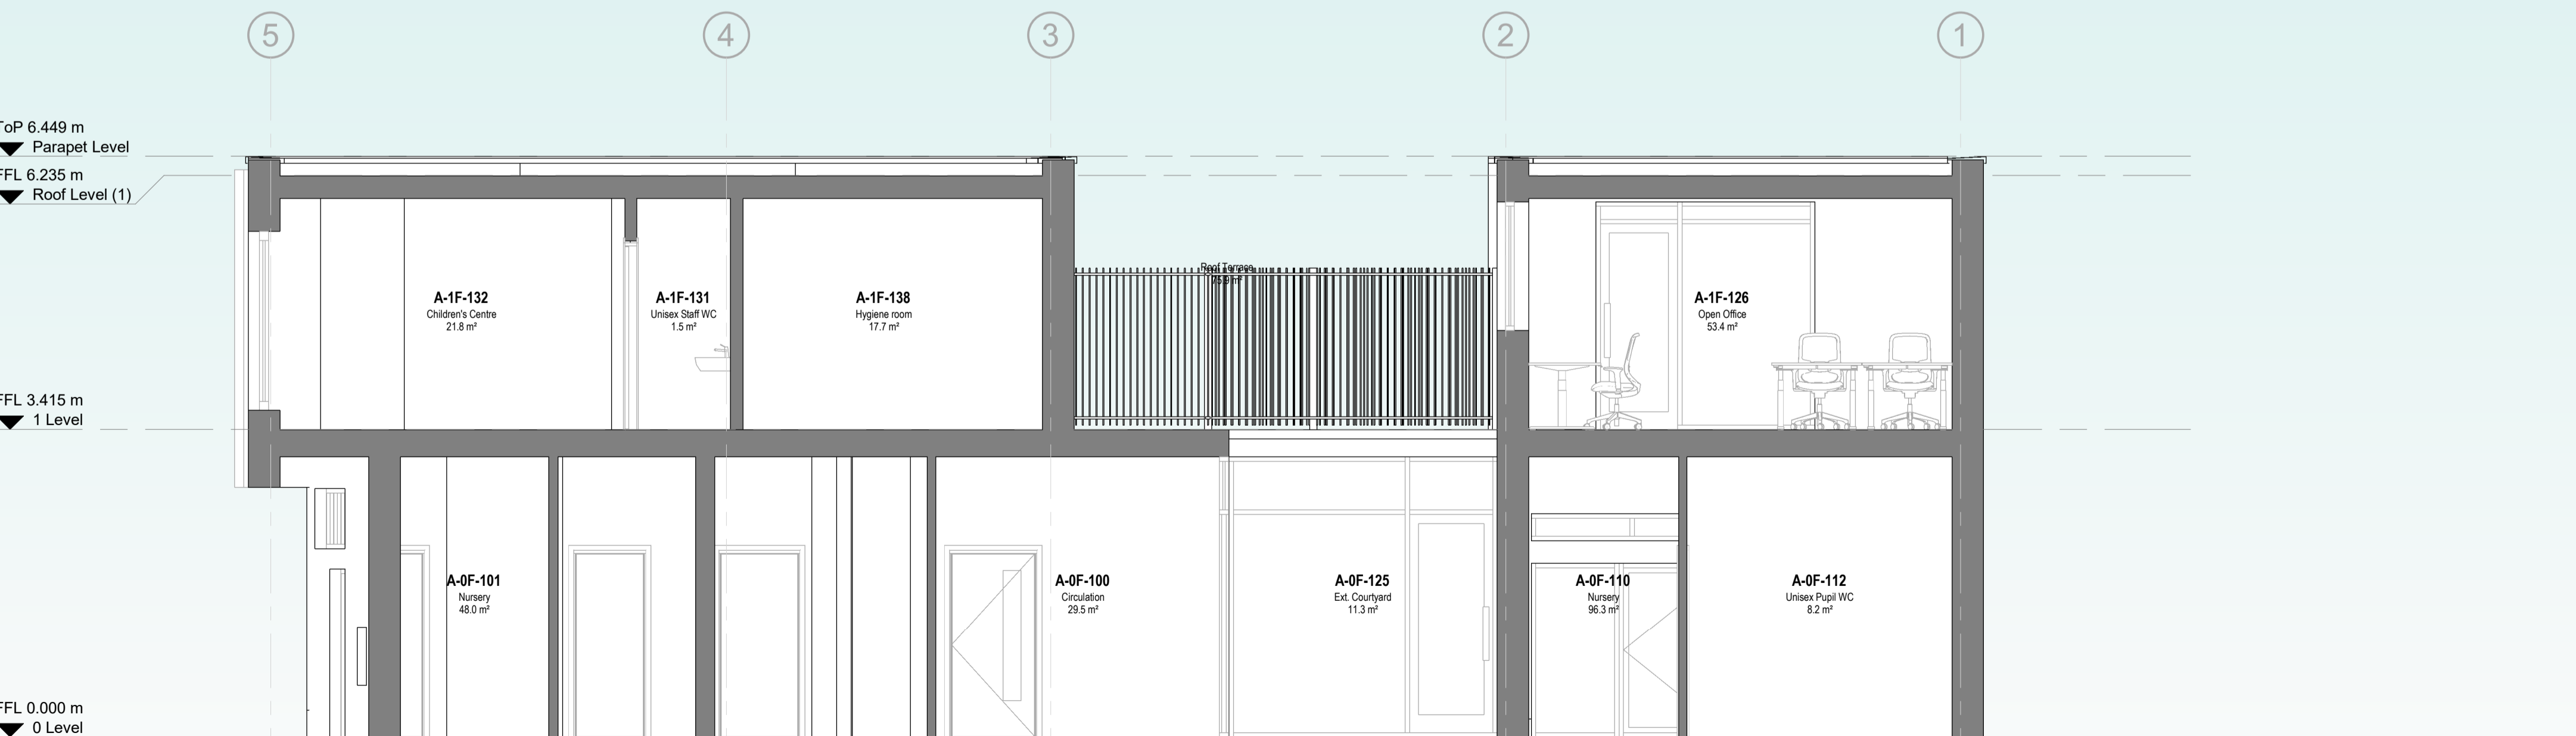 5
4
3
2
1
ToP 6.449 m
Parapet Level
FFL 6.235 m
Roof Level (1)
FFL 3.415 m
1 Level
FFL 0.000 m
0 Level
A-1F-132
Children's Centre
21.8 m²
A-1F-131
Unisex Staff WC
1.5 m²
A-1F-138
Hygiene room
17.7 m²
Roof Terrace
A-1F-126
Open Office
53.4 m²
A-0F-101
Nursery
48.0 m²
A-0F-100
Circulation
29.5 m²
A-0F-125
Ext. Courtyard
11.3 m²
A-0F-110
Nursery
96.3 m²
A-0F-112
Unisex Pupil WC
8.2 m²